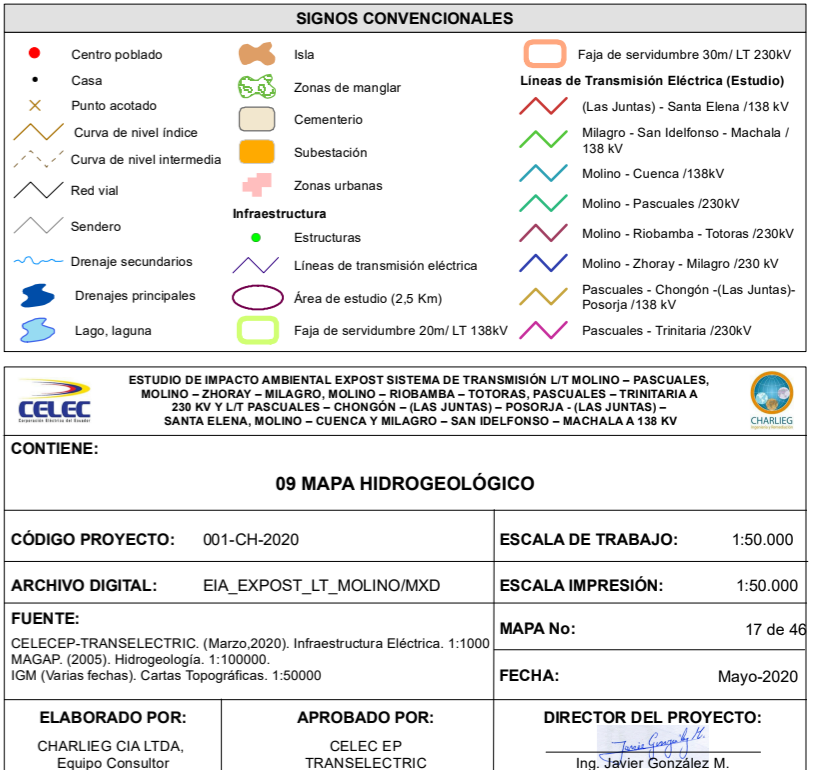 SIGNOS CONVENCIONALES
Centro poblado
Casa
Punto acotado
Curva de nivel índice
Curva de nivel intermedia
Red vial
Sendero
Drenaje secundarios
Drenajes principales
Lago, laguna
Isla
Zonas de manglar
Cementerio
Subestación
Zonas urbanas
Infraestructura
Estructuras
Líneas de transmisión eléctrica
Área de estudio (2,5 Km)
Faja de servidumbre 20m/ LT 138kV
Faja de servidumbre 30m/ LT 230kV
Líneas de Transmisión Eléctrica (Estudio)
(Las Juntas) - Santa Elena /138 kV
Milagro - San Idelfonso - Machala /
138 kV
Molino - Cuenca /138kV
Molino - Pascuales /230kV
Molino - Riobamba - Totoras /230kV
Molino - Zhoray - Milagro /230 kV
Pascuales - Chongón -(Las Juntas)-
Posorja /138 kV
Pascuales - Trinitaria /230kV
CELEC
Corporación Eléctrica del Ecuador
ESTUDIO DE IMPACTO AMBIENTAL EXPOST SISTEMA DE TRANSMISIÓN L/T MOLINO – PASCUALES,
MOLINO – ZHORAY – MILAGRO, MOLINO – RIOBAMBA – TOTORAS, PASCUALES – TRINITARIA A
230 KV Y L/T PASCUALES – CHONGÓN – (LAS JUNTAS) – POSORJA - (LAS JUNTAS) –
SANTA ELENA, MOLINO – CUENCA Y MILAGRO – SAN IDELFONSO – MACHALA A 138 KV
CHARLIEG
CONTIENE:
09 MAPA HIDROGEOLÓGICO
CÓDIGO PROYECTO: 001-CH-2020
ESCALA DE TRABAJO: 1:50.000
ARCHIVO DIGITAL: EIA_EXPOST_LT_MOLINO/MXD
ESCALA IMPRESIÓN: 1:50.000
FUENTE:
CELECEP-TRANSELECTRIC. (Marzo,2020). Infraestructura Eléctrica. 1:1000
MAGAP. (2005). Hidrogeología. 1:100000.
IGM (Varias fechas). Cartas Topográficas. 1:50000
MAPA No: 17 de 46
FECHA: Mayo-2020
ELABORADO POR:
CHARLIEG CIA LTDA,
Equipo Consultor
APROBADO POR:
CELEC EP
TRANSELECTRIC
DIRECTOR DEL PROYECTO:
Javier González M.
Ing. Javier González M.